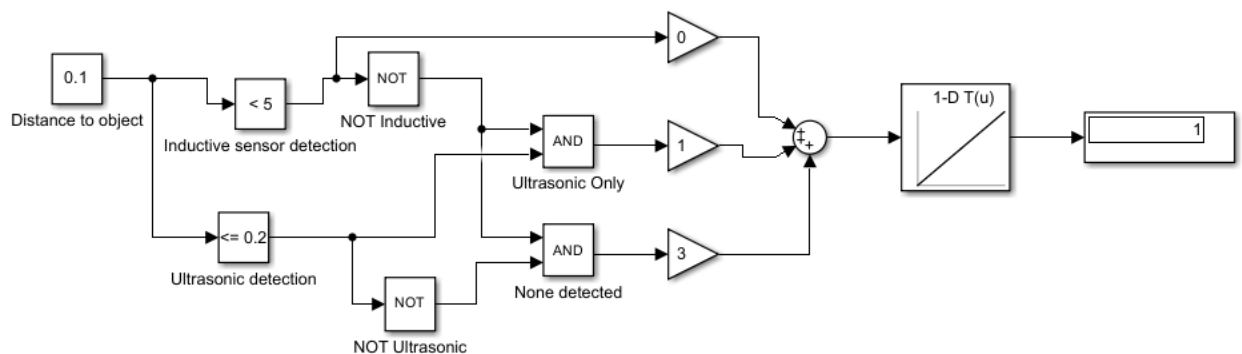 0.1
Distance to object
< 5
Inductive sensor detection
NOT
NOT Inductive
0
AND
Ultrasonic Only
1
1-D T(u)
1
<= 0.2
Ultrasonic detection
AND
None detected
3
NOT
NOT Ultrasonic
+
+
+